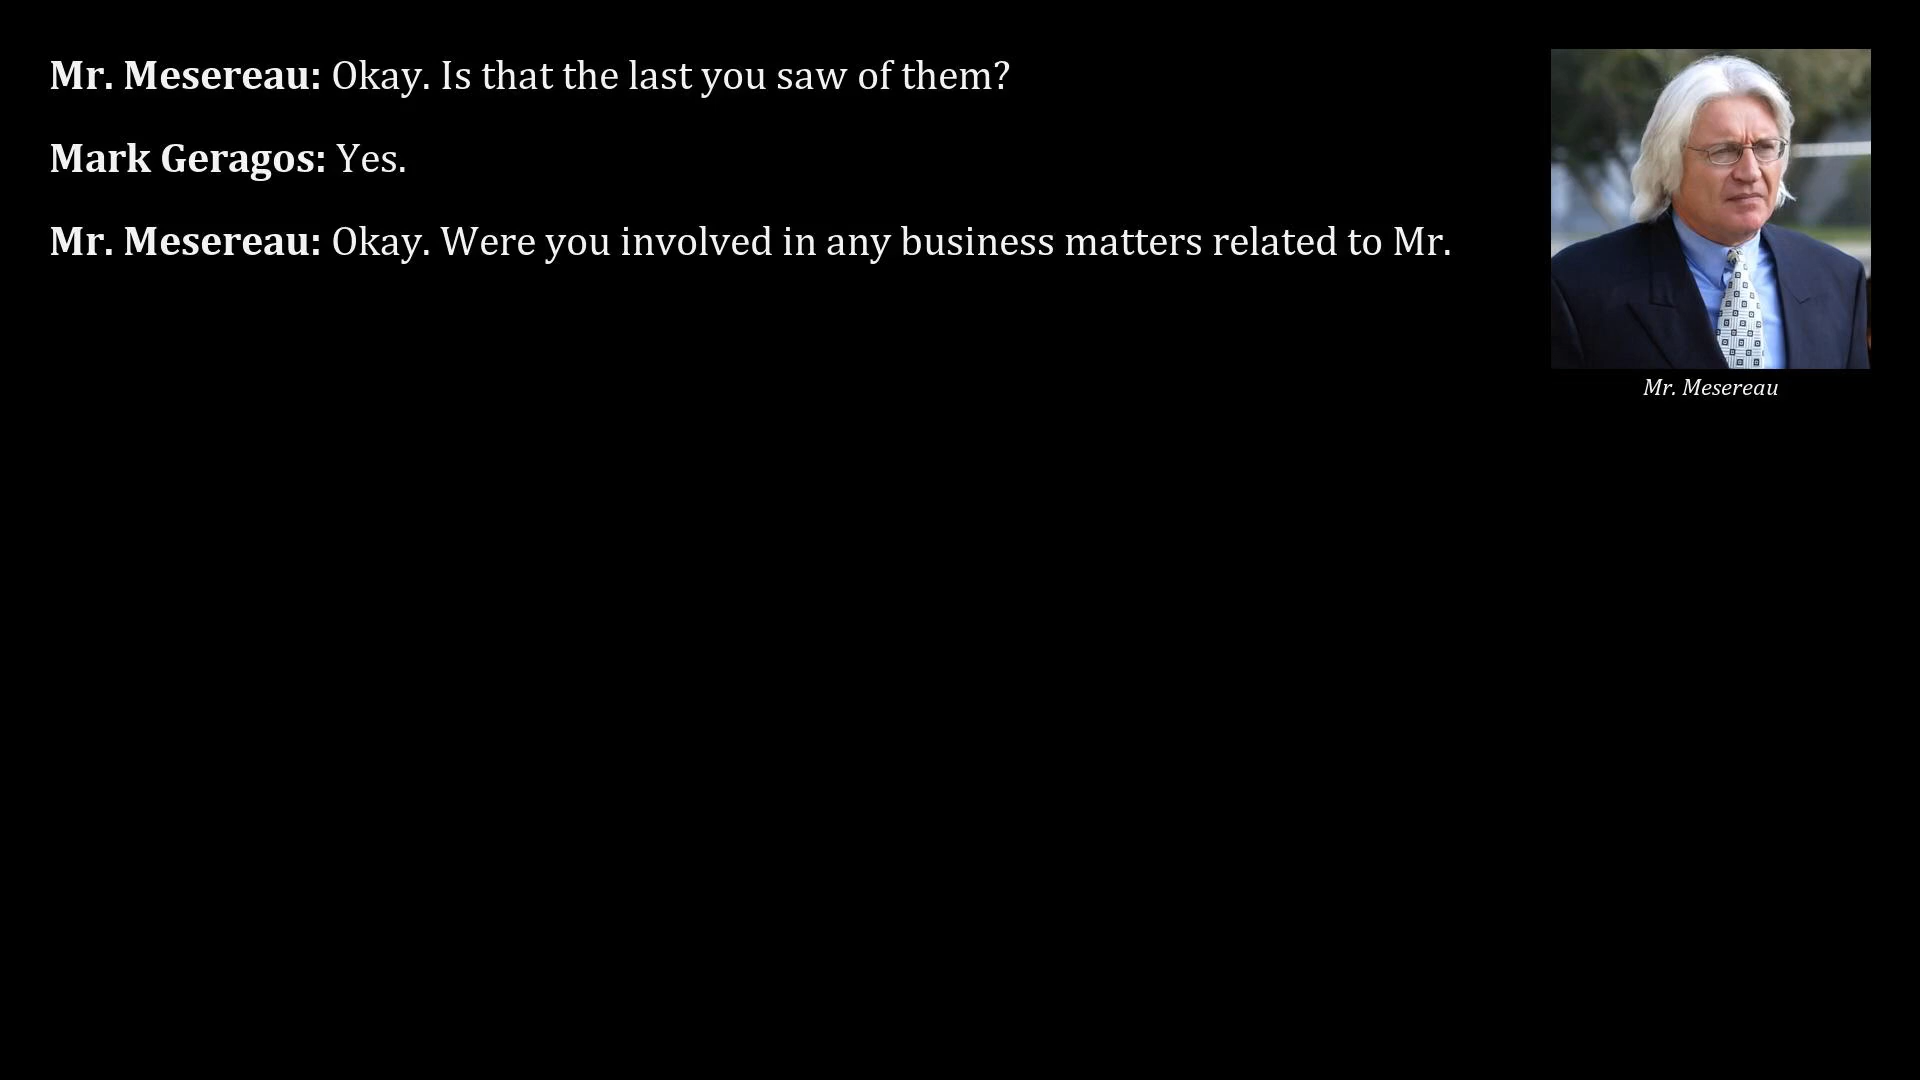 Mr. Mesereau: Okay. Is that the last you saw of them?
Mark Geragos: Yes.
Mr. Mesereau: Okay. Were you involved in any business matters related to Mr.
Mr. Mesereau